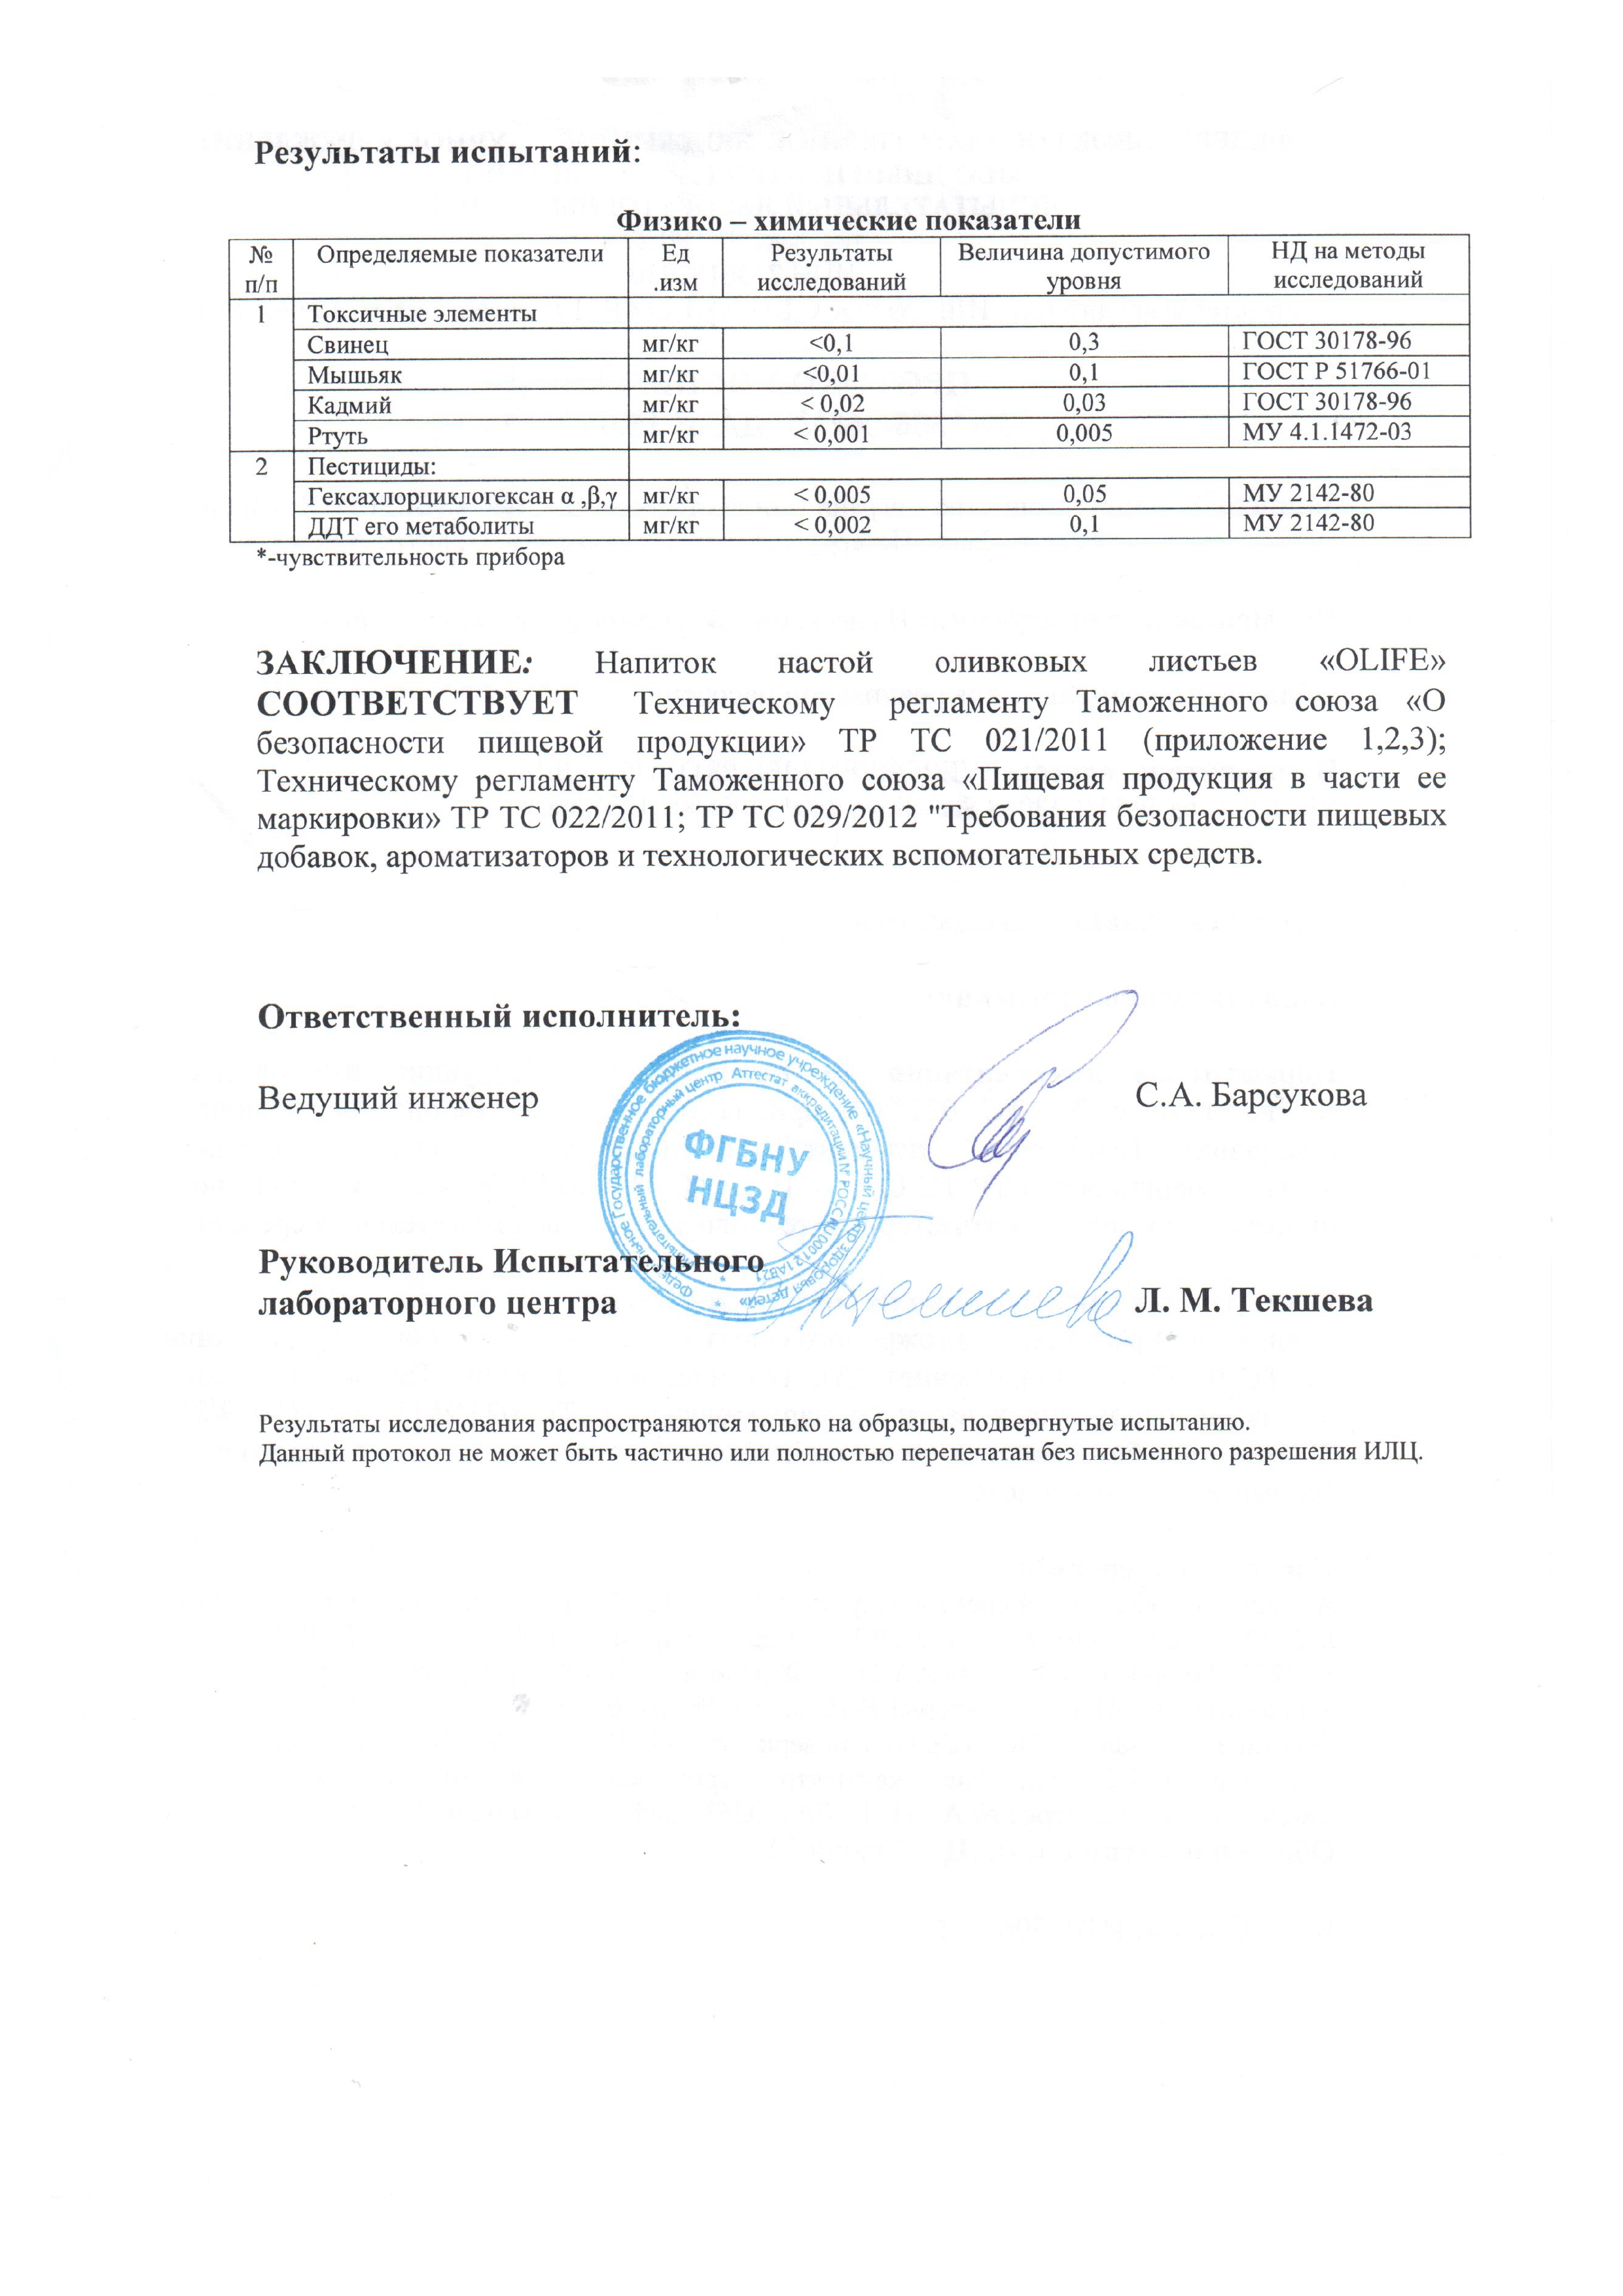 Результаты испытаний:
Физико – химические показатели
№ п/п Определяемые показатели Ед .изм Результаты исследований Величина допустимого уровня НД на методы исследований
1 Токсичные элементы
Свинец мг/кг <0,1 0,3 ГОСТ 30178-96
Мышьяк мг/кг <0,01 0,1 ГОСТ Р 51766-01
Кадмий мг/кг < 0,02 0,03 ГОСТ 30178-96
Ртуть мг/кг < 0,001 0,005 МУ 4.1.1472-03
2 Пестициды:
Гексахлорциклогексан α ,β,γ мг/кг < 0,005 0,05 МУ 2142-80
ДДТ его метаболиты мг/кг < 0,002 0,1 МУ 2142-80
*-чувствительность прибора
ЗАКЛЮЧЕНИЕ: Напиток настой оливковых листьев «OLIFE»
СООТВЕТСТВУЕТ Техническому регламенту Таможенного союза «О
безопасности пищевой продукции» ТР ТС 021/2011 (приложение 1,2,3);
Техническому регламенту Таможенного союза «Пищевая продукция в части ее
маркировки» ТР ТС 022/2011; ТР ТС 029/2012 "Требования безопасности пищевых
добавок, ароматизаторов и технологических вспомогательных средств.
Ответственный исполнитель:
Ведущий инженер С.А. Барсукова
Государственное бюджетное научное учреждение «Научный центр здоровья детей»
лабораторный центр Аттестат аккредитации №
ФГБНУ
НЦЗД
Руководитель Испытательного
лабораторного центра Л. М. Текшева
Результаты исследования распространяются только на образцы, подвергнутые испытанию.
Данный протокол не может быть частично или полностью перепечатан без письменного разрешения ИЛЦ.